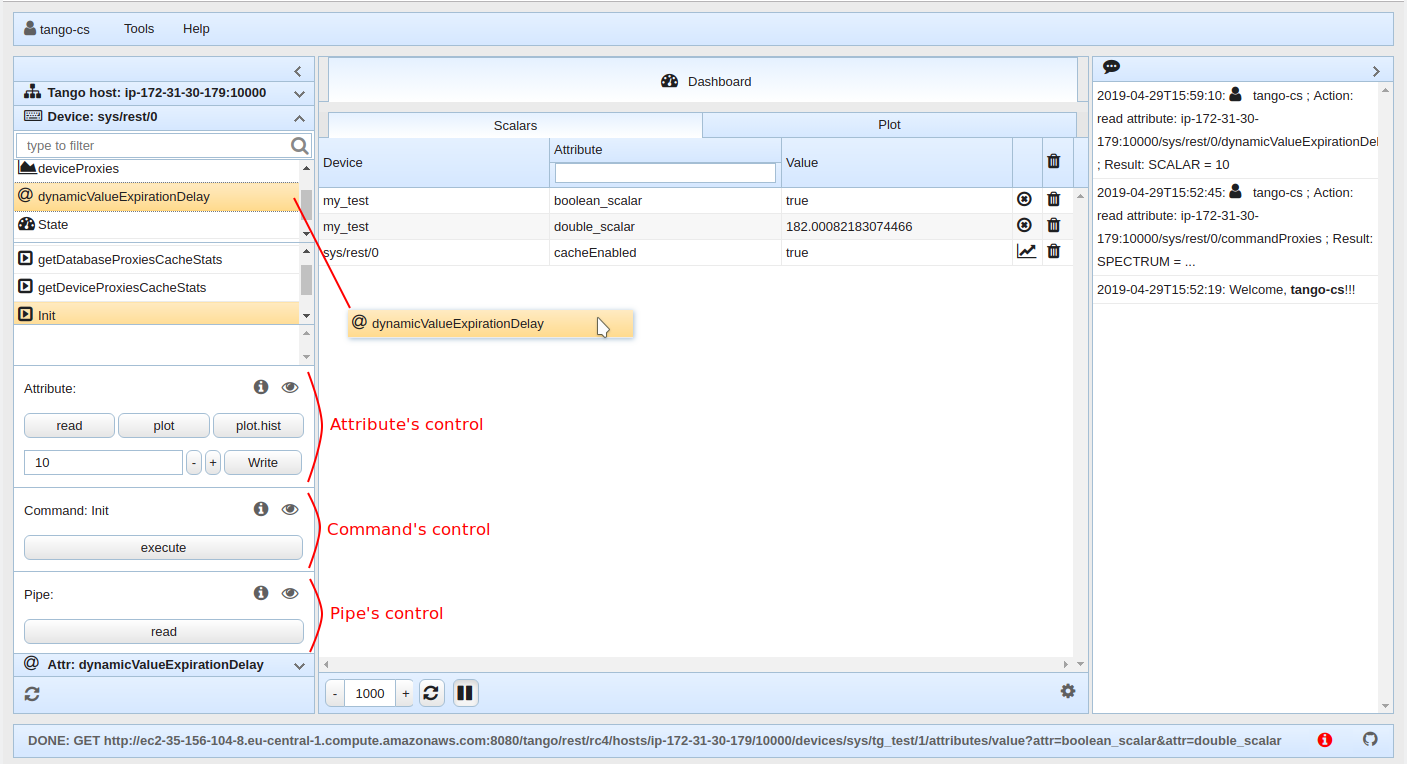 tango-cs Tools Help
Tango host: ip-172-31-30-179:10000
Device: sys/rest/0
type to filter
deviceProxies
@ dynamicValueExpirationDelay
State
getDatabaseProxiesCacheStats
getDeviceProxiesCacheStats
Init
Attribute:
read plot plot.hist
10 - + Write
Command: Init
execute
Pipe:
read
@ Attr: dynamicValueExpirationDelay
Dashboard
Scalars Plot
Device Attribute Value
my_test boolean_scalar true
my_test double_scalar 182.00082183074466
sys/rest/0 cacheEnabled true
@ dynamicValueExpirationDelay
Attribute's control
Command's control
Pipe's control
- 1000 +
2019-04-29T15:59:10: tango-cs ; Action:
read attribute: ip-172-31-30-
179:10000/sys/rest/0/dynamicValueExpirationDel
; Result: SCALAR = 10
2019-04-29T15:52:45: tango-cs ; Action:
read attribute: ip-172-31-30-
179:10000/sys/rest/0/commandProxies ; Result:
SPECTRUM = ...
2019-04-29T15:52:19: Welcome, tango-cs!!!
DONE: GET http://ec2-35-156-104-8.eu-central-1.compute.amazonaws.com:8080/tango/rest/rc4/hosts/ip-172-31-30-179/10000/devices/sys/tg_test/1/attributes/value?attr=boolean_scalar&attr=double_scalar